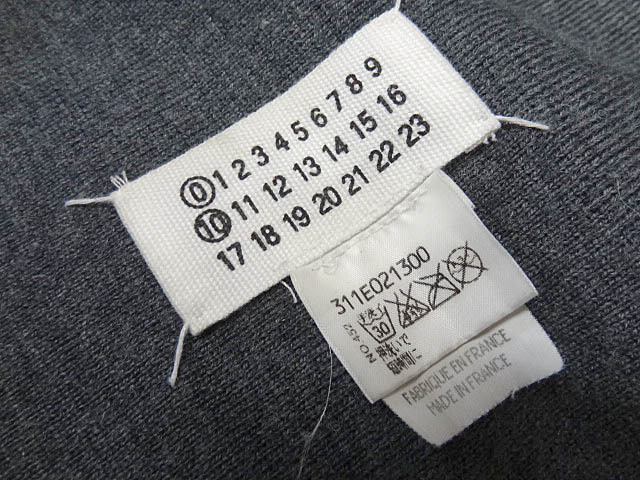 0 1 2 3 4 5 6 7 8 9
10 11 12 13 14 15 16
17 18 19 20 21 22 23
311E021300
30
FABRIQUE EN FRANCE
MADE IN FRANCE